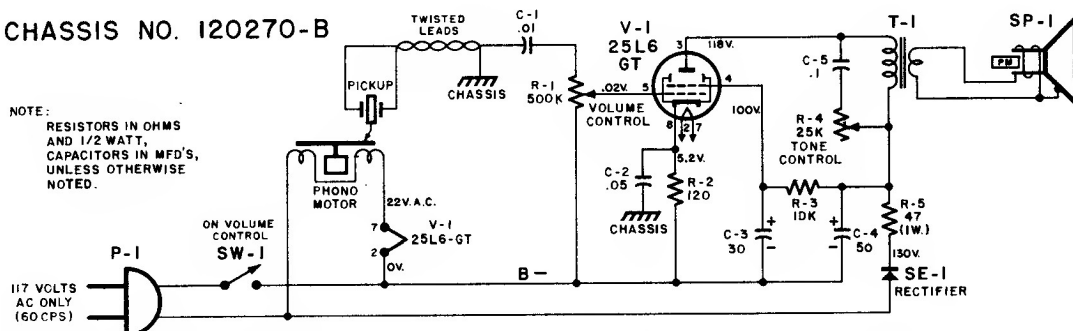 CHASSIS NO. 120270-B
NOTE:
RESISTORS IN OHMS
AND 1/2 WATT,
CAPACITORS IN MFD'S,
UNLESS OTHERWISE
NOTED.
TWISTED
LEADS
C-1
.01
PICKUP
CHASSIS
R-1
500K
V-1
25L6
GT
3
118V.
.02V.
5
4
VOLUME
CONTROL
100V.
8
2
7
5.2V.
C-2
.05
R-2
120
CHASSIS
T-1
SP-1
PM
C-5
.1
R-4
25K
TONE
CONTROL
R-3
10K
R-5
47
(1W.)
+
C-3
30
-
+
C-4
50
-
130V.
SE-1
RECTIFIER
PHONO
MOTOR
22V.A.C.
V-1
25L6-GT
7
2
0V.
ON VOLUME
CONTROL
SW-1
P-1
B-
117 VOLTS
AC ONLY
(60CPS)